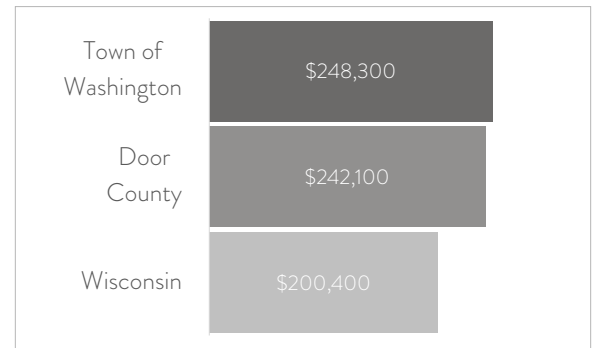 Town of
Washington
$248,300
Door
County
$242,100
Wisconsin
$200,400